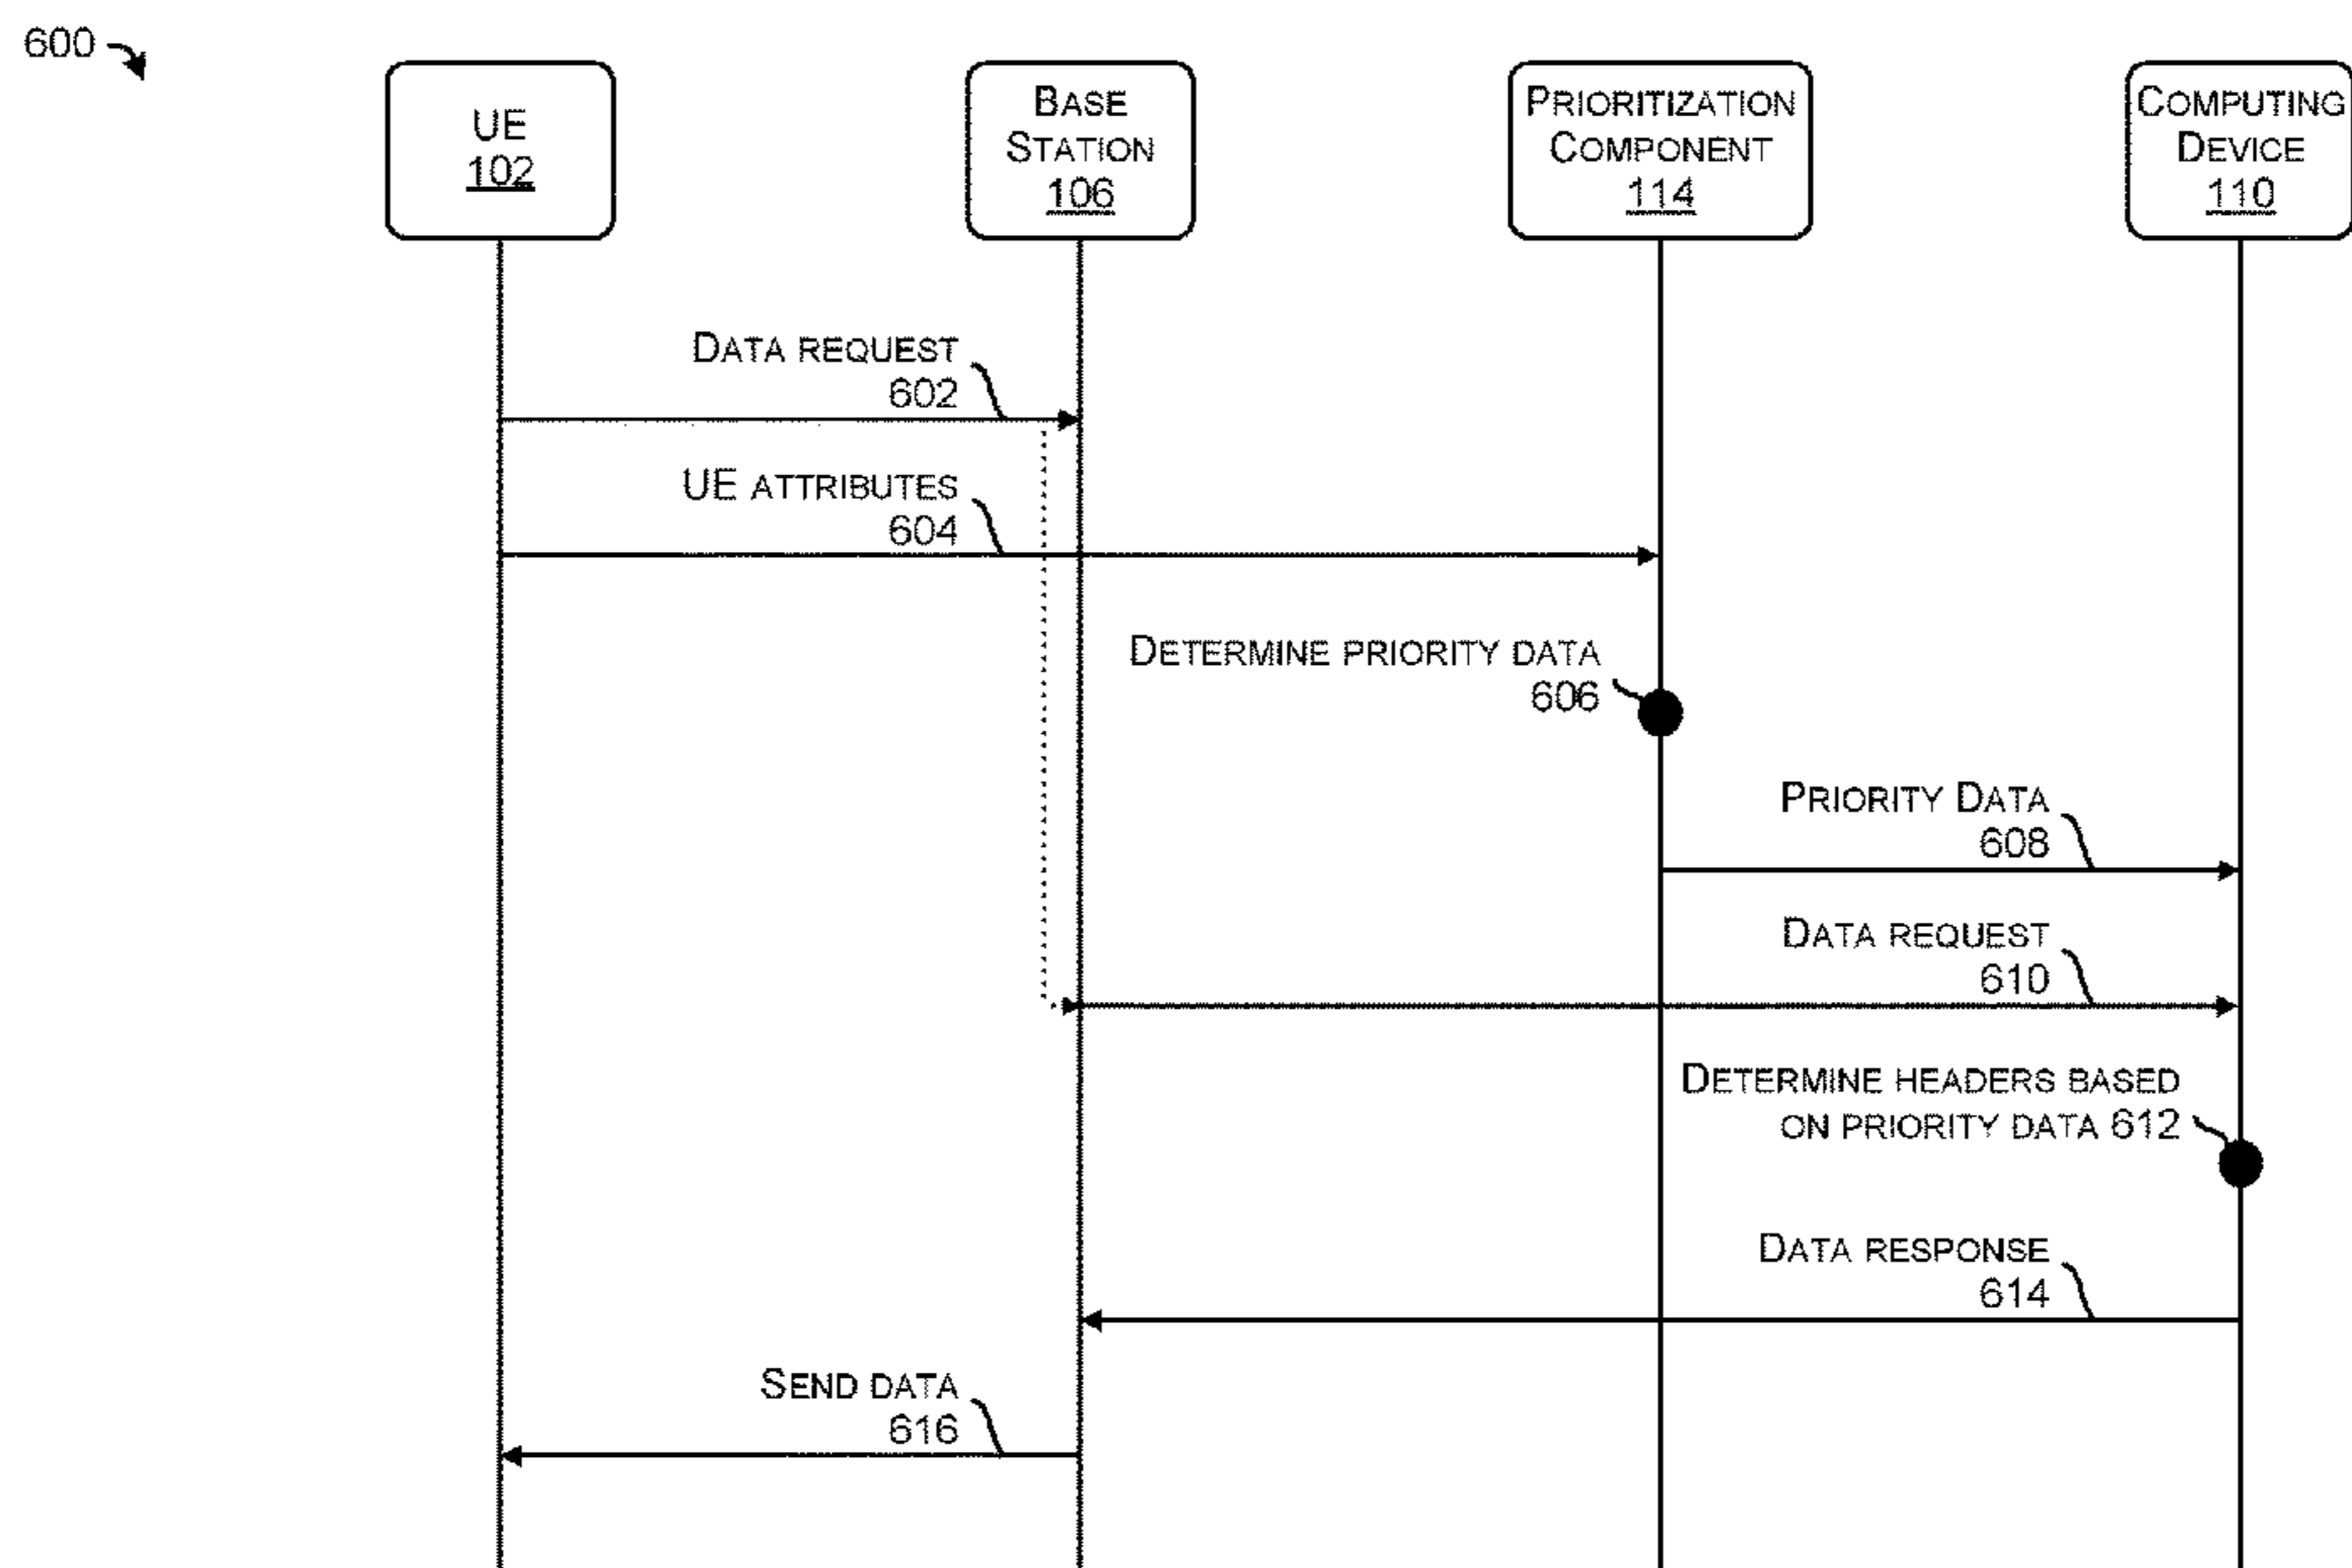 600
UE
102
BASE
STATION
106
PRIORITIZATION
COMPONENT
114
COMPUTING
DEVICE
110
DATA REQUEST
602
UE ATTRIBUTES
604
DETERMINE PRIORITY DATA
606
PRIORITY DATA
608
DATA REQUEST
610
DETERMINE HEADERS BASED
ON PRIORITY DATA 612
DATA RESPONSE
614
SEND DATA
616